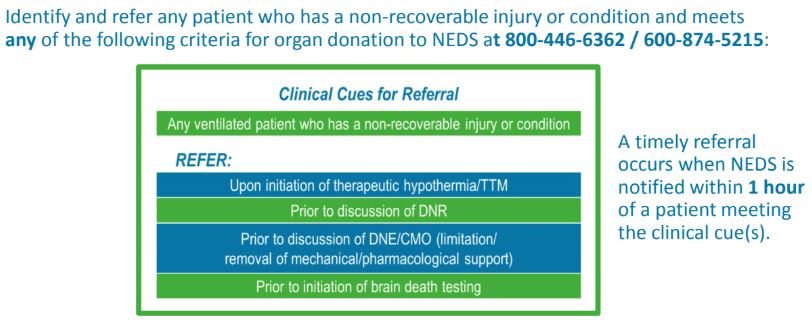 Identify and refer any patient who has a non-recoverable injury or condition and meets
any of the following criteria for organ donation to NEDS at 800-446-6362 / 600-874-5215:
Clinical Cues for Referral
Any ventilated patient who has a non-recoverable injury or condition
REFER:
Upon initiation of therapeutic hypothermia/TTM
Prior to discussion of DNR
Prior to discussion of DNE/CMO (limitation/
removal of mechanical/pharmacological support)
Prior to initiation of brain death testing
A timely referral
occurs when NEDS is
notified within 1 hour
of a patient meeting
the clinical cue(s).